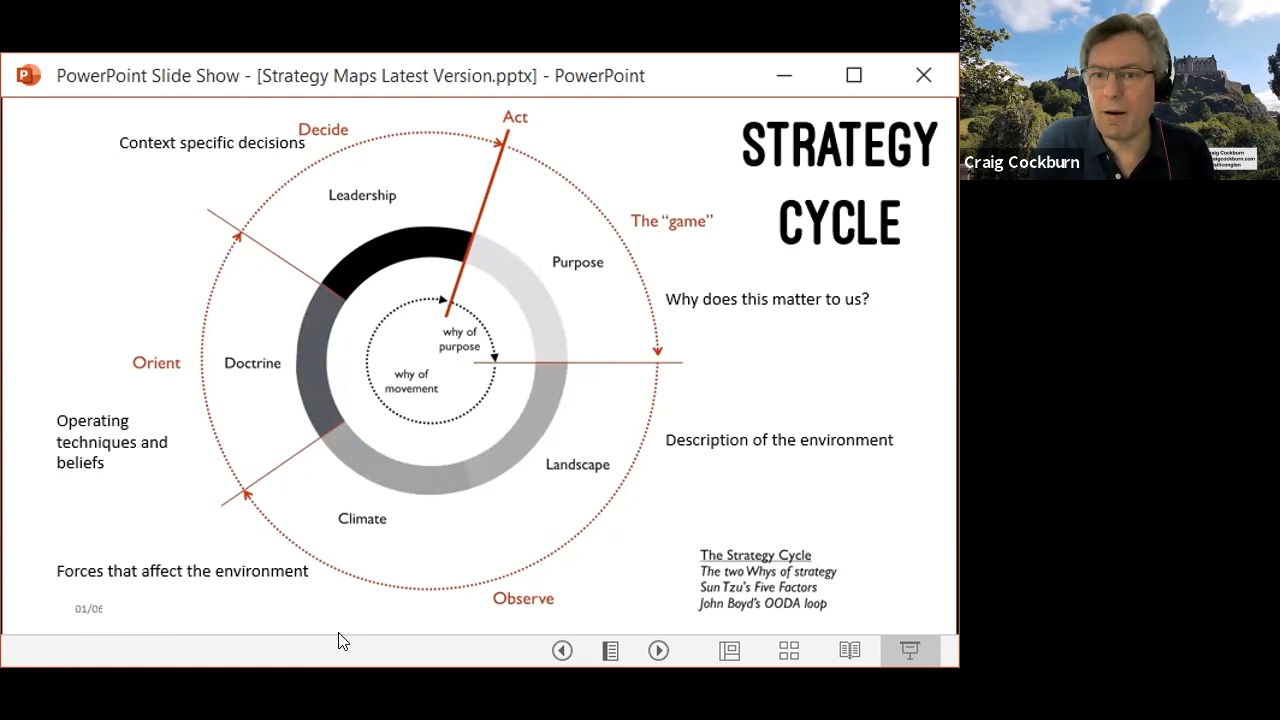 PowerPoint Slide Show - [Strategy Maps Latest Version.pptx] - PowerPoint
Craig Cockburn
STRATEGY
CYCLE
Act
Decide
Context specific decisions
Leadership
The “game”
Purpose
Why does this matter to us?
why of
purpose
why of
movement
Orient
Doctrine
Operating
techniques and
beliefs
Description of the environment
Landscape
Climate
Forces that affect the environment
Observe
The Strategy Cycle
The two Whys of strategy
Sun Tzu's Five Factors
John Boyd's OODA loop